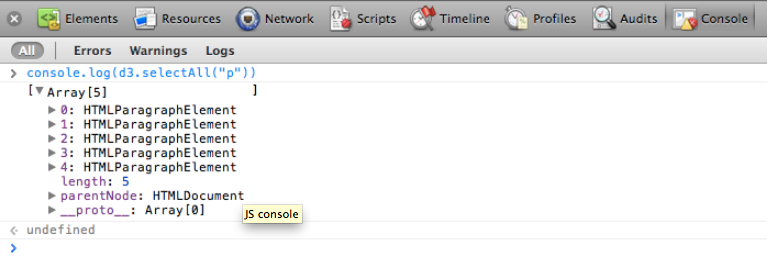 Elements Resources Network Scripts Timeline Profiles Audits Console
All Errors Warnings Logs
> console.log(d3.selectAll("p"))
[▼Array[5] ]
▶0: HTMLParagraphElement
▶1: HTMLParagraphElement
▶2: HTMLParagraphElement
▶3: HTMLParagraphElement
▶4: HTMLParagraphElement
length: 5
▶parentNode: HTMLDocument
▶__proto__: Array[0]
JS console
undefined
>